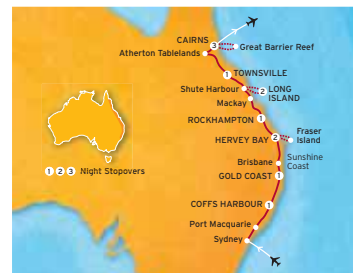 CAIRNS
3
Great Barrier Reef
Atherton Tablelands
1
TOWNSVILLE
Shute Harbour
2
LONG
ISLAND
Mackay
ROCKHAMPTON
1
HERVEY BAY
2
Fraser
Island
Brisbane
Sunshine
Coast
GOLD COAST
1
1 2 3 Night Stopovers
COFFS HARBOUR
1
Port Macquarie
Sydney